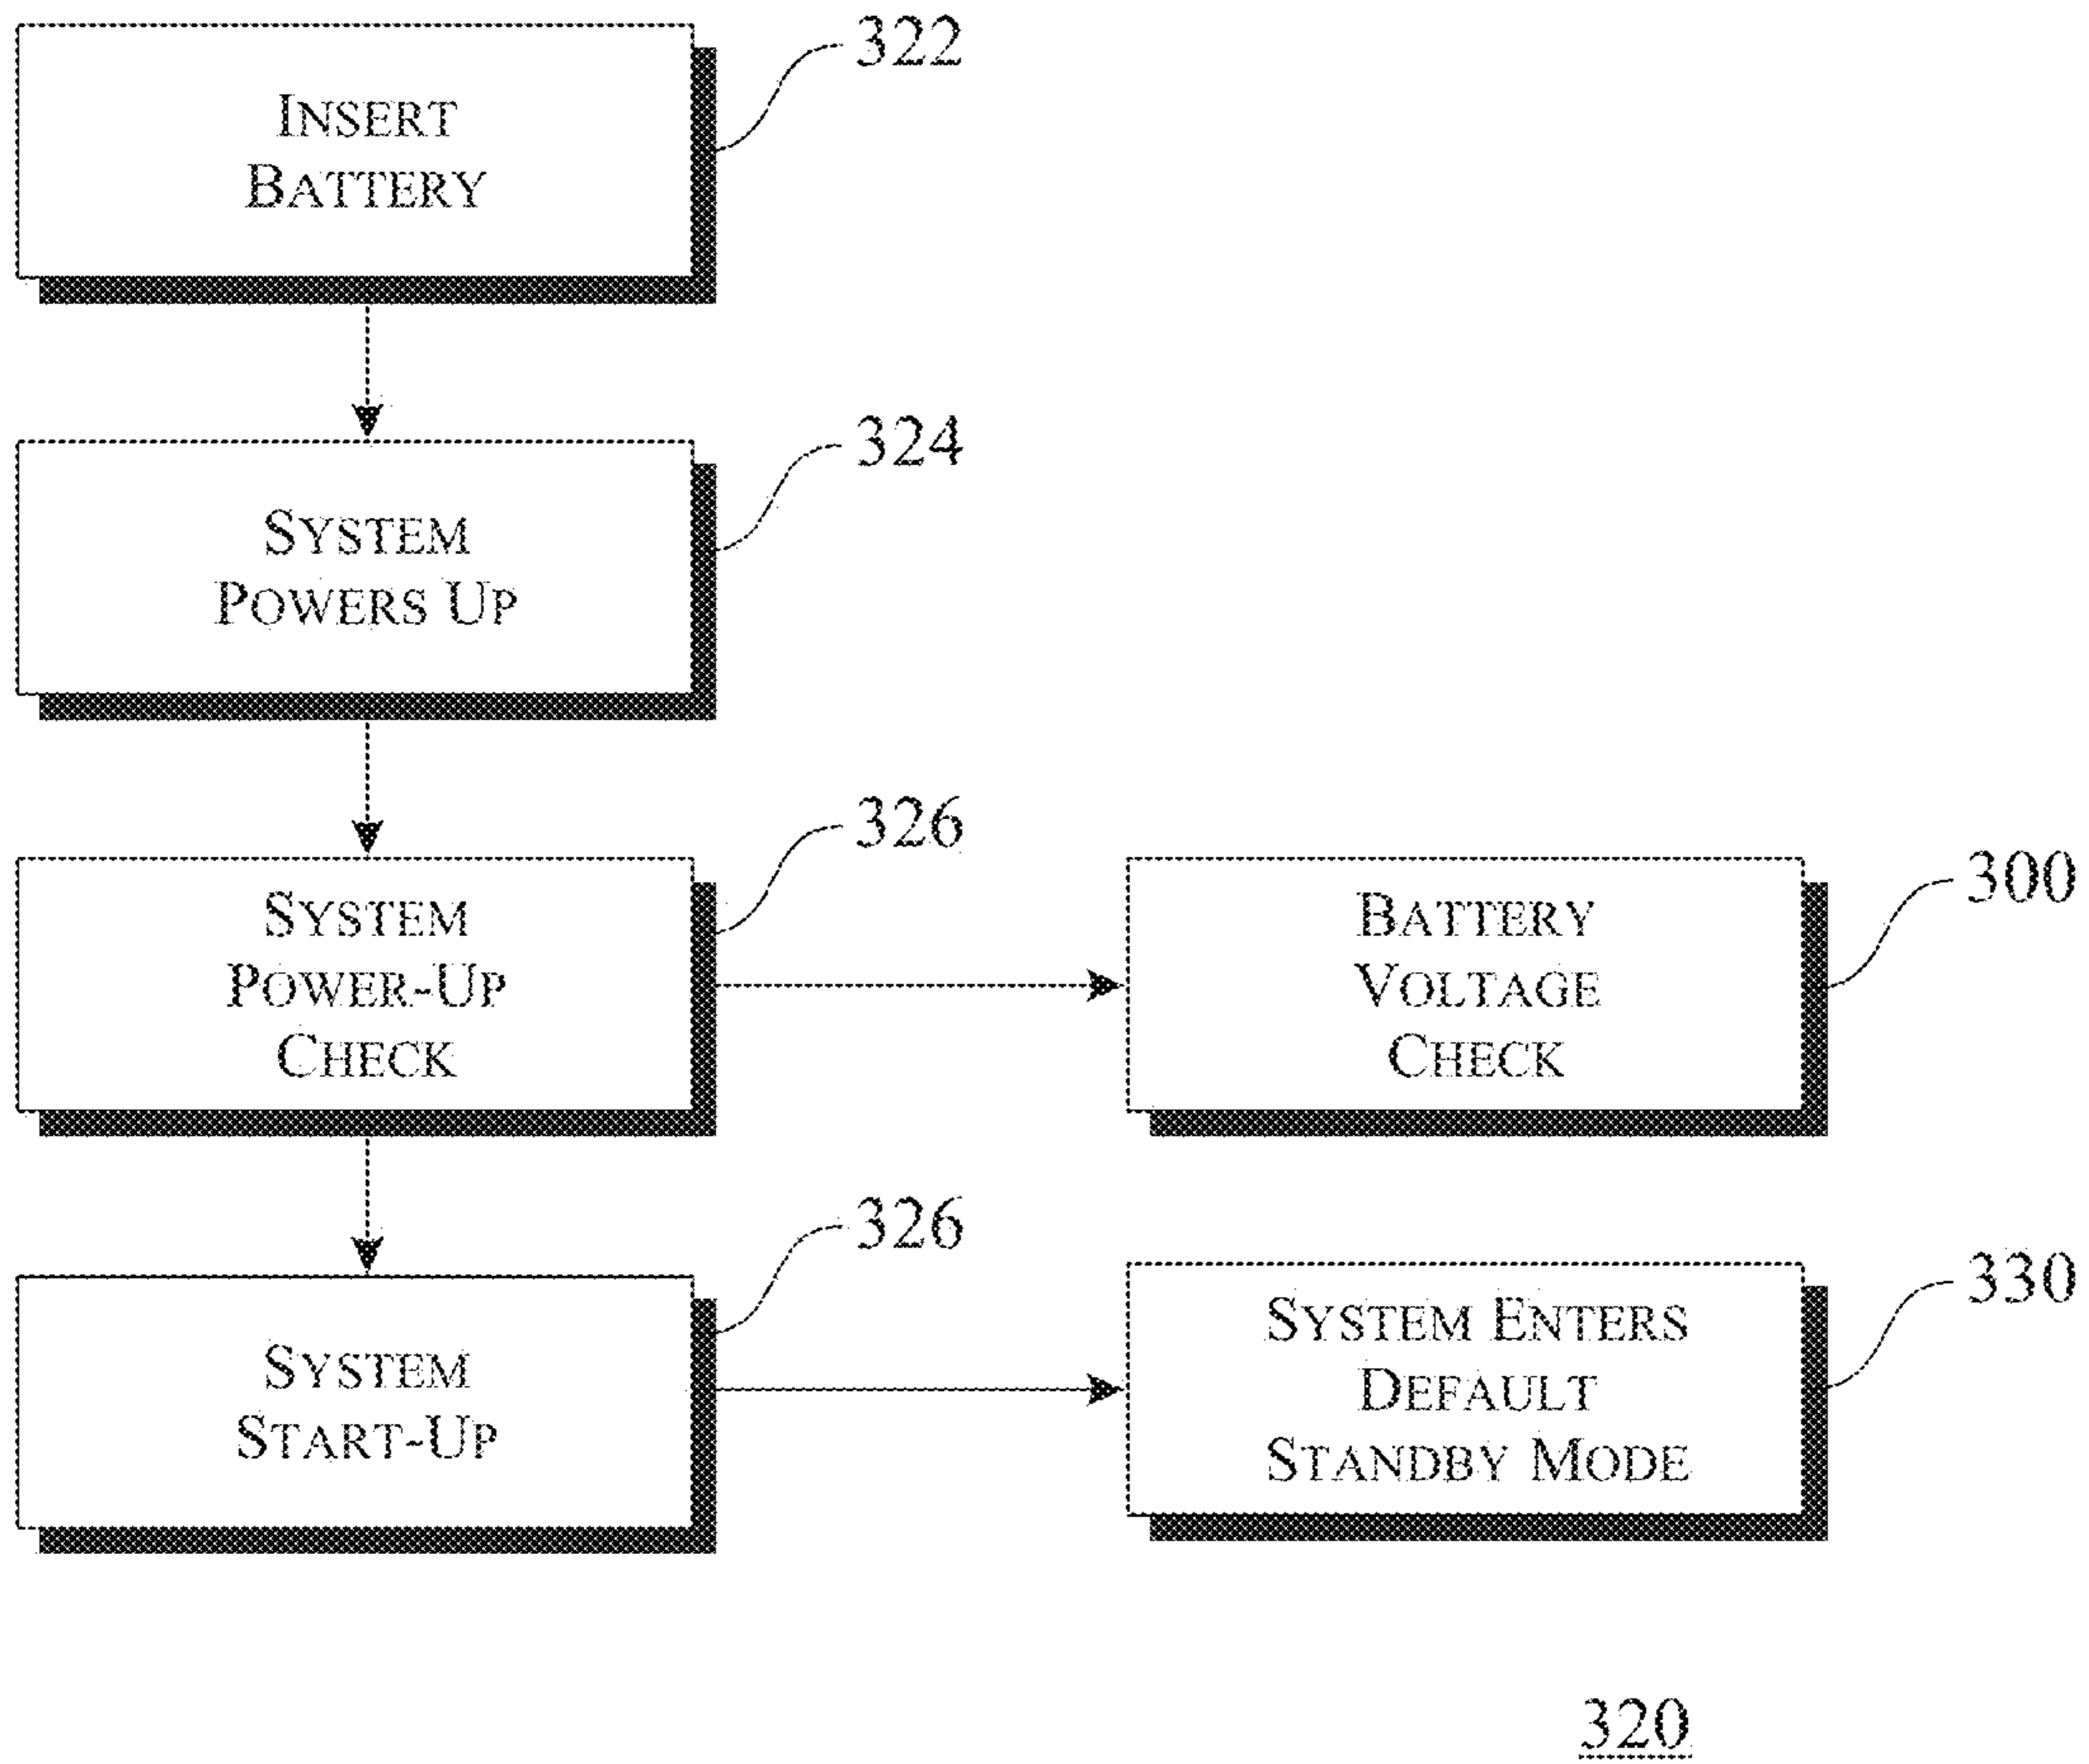 322
INSERT
BATTERY
324
SYSTEM
POWERS UP
326
SYSTEM
POWER-UP
CHECK
300
BATTERY
VOLTAGE
CHECK
326
SYSTEM
START-UP
330
SYSTEM ENTERS
DEFAULT
STANDBY MODE
320